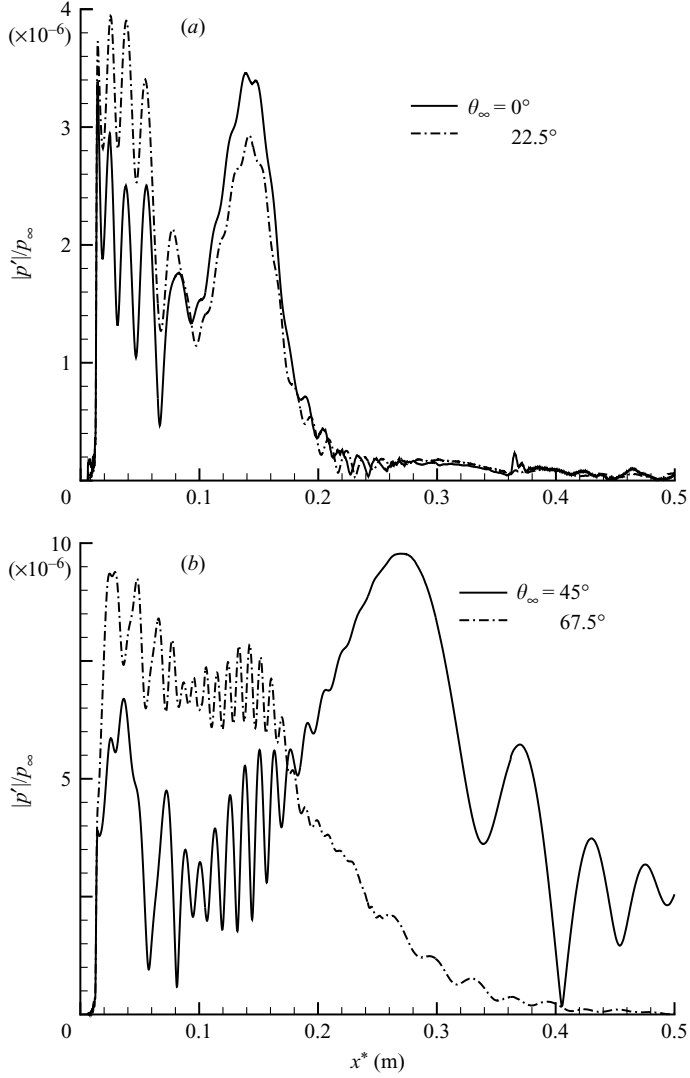 4
(×10⁻⁶)
(a)
3
θ∞ = 0°
22.5°
|p′|/p∞
2
1
0 0.1 0.2 0.3 0.4 0.5
10
(×10⁻⁶)
(b)
θ∞ = 45°
67.5°
|p′|/p∞
5
0 0.1 0.2 0.3 0.4 0.5
x* (m)